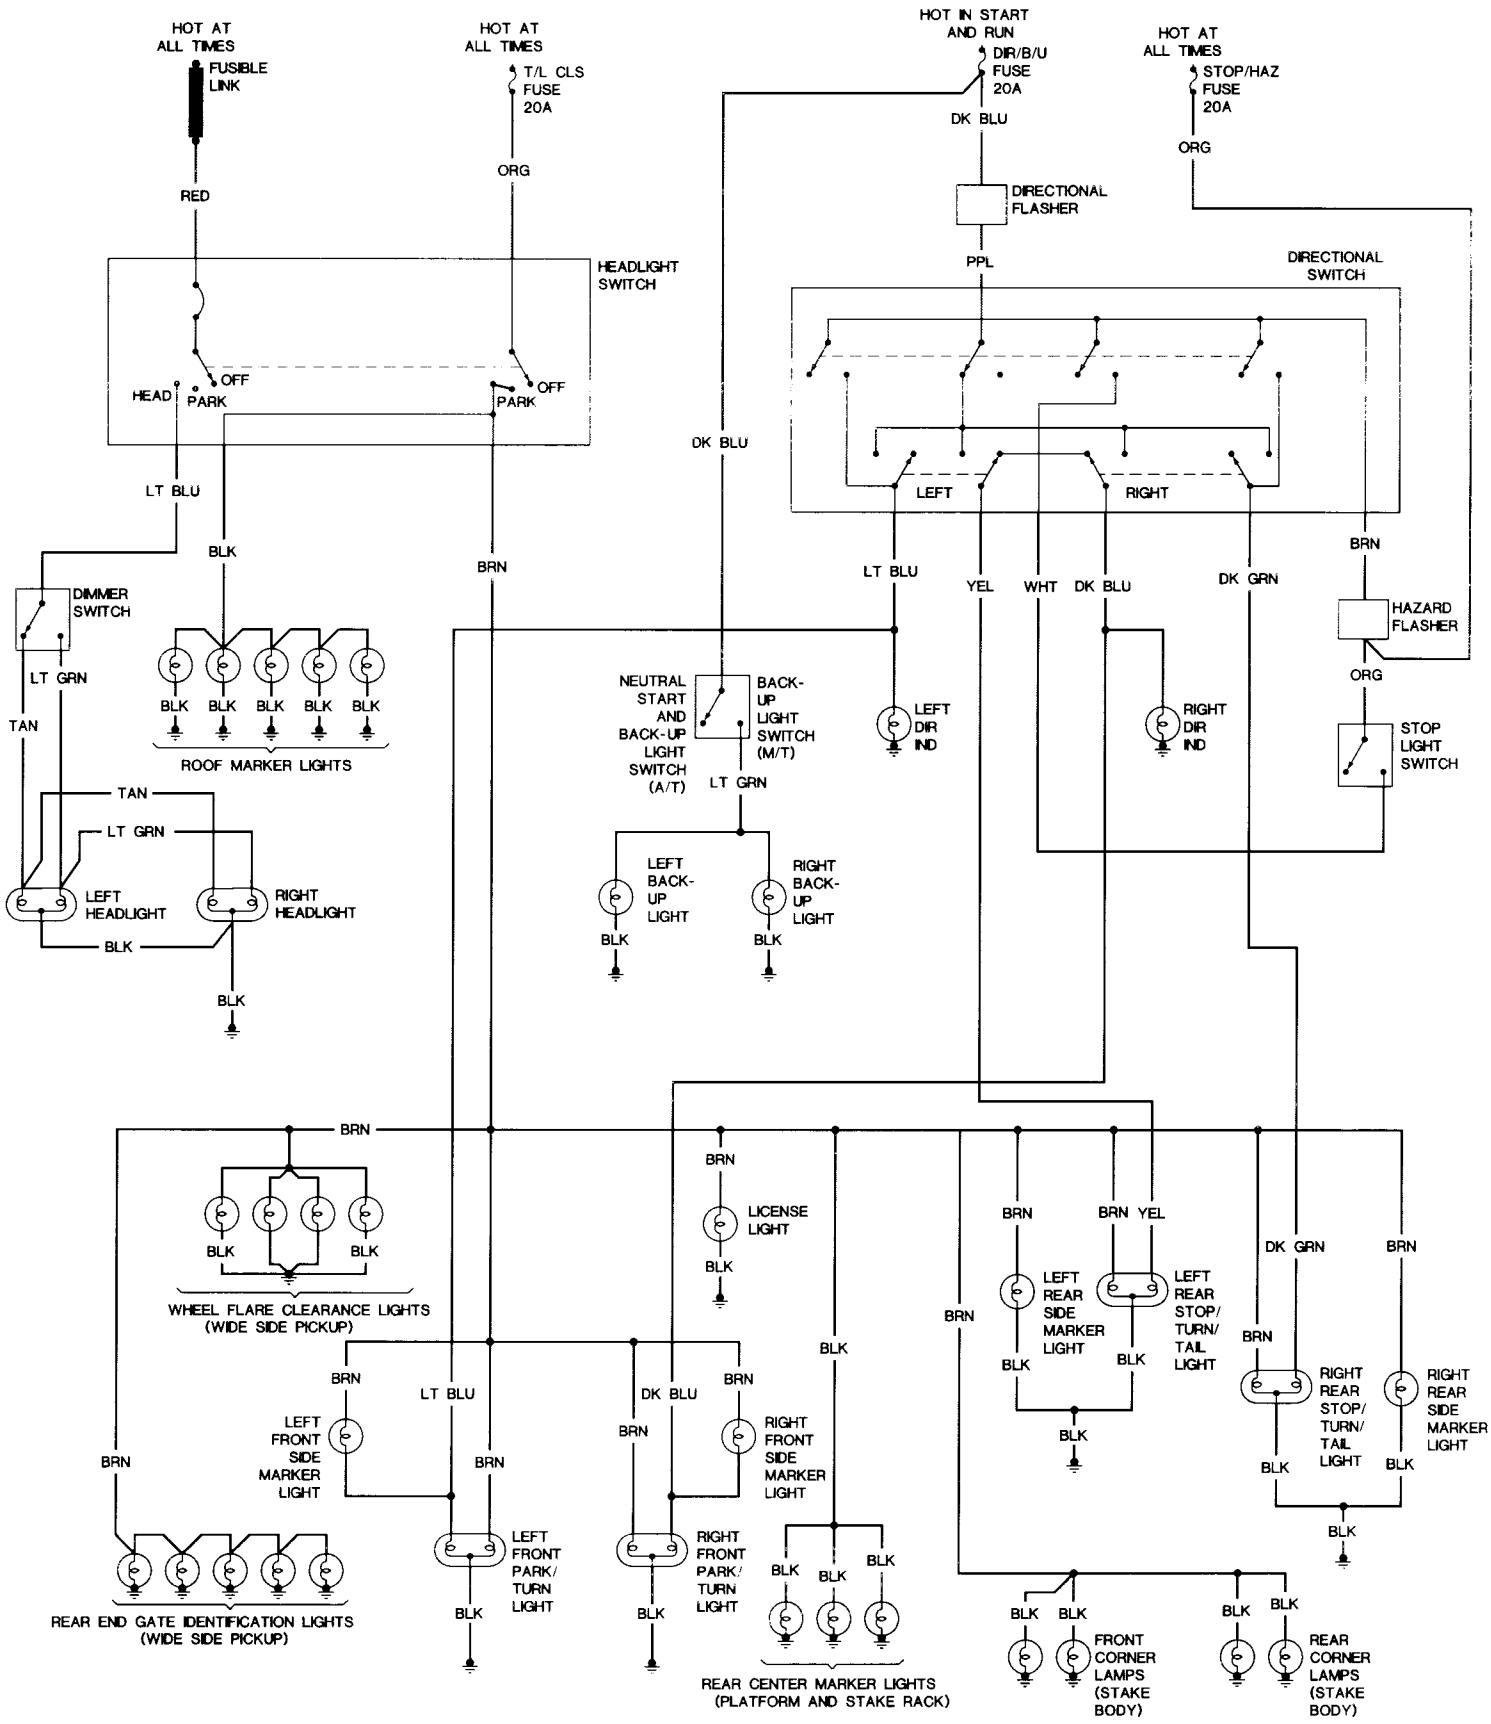 HOT AT
ALL TIMES
FUSIBLE
LINK
HOT AT
ALL TIMES
T/L CLS
FUSE
20A
HOT IN START
AND RUN
DIR/B/U
FUSE
20A
HOT AT
ALL TIMES
STOP/HAZ
FUSE
20A
DK BLU
ORG
RED
ORG
DIRECTIONAL
FLASHER
PPL
DIRECTIONAL
SWITCH
HEADLIGHT
SWITCH
HEAD
PARK
OFF
PARK
OFF
DK BLU
LT BLU
LEFT
RIGHT
BLK
BRN
LT BLU
YEL
WHT
DK BLU
DK GRN
BRN
DIMMER
SWITCH
HAZARD
FLASHER
LT GRN
TAN
BLK
BLK
BLK
BLK
BLK
ROOF MARKER LIGHTS
NEUTRAL
START
AND
BACK-UP
LIGHT
SWITCH
(A/T)
BACK-
UP
LIGHT
SWITCH
(M/T)
LEFT
DIR
IND
RIGHT
DIR
IND
ORG
STOP
LIGHT
SWITCH
LT GRN
TAN
LT GRN
LEFT
HEADLIGHT
RIGHT
HEADLIGHT
BLK
BLK
LEFT
BACK-
UP
LIGHT
RIGHT
BACK-
UP
LIGHT
BLK
BLK
BRN
BRN
LICENSE
LIGHT
BLK
BLK
BLK
WHEEL FLARE CLEARANCE LIGHTS
(WIDE SIDE PICKUP)
BRN
BRN
YEL
DK GRN
BRN
LEFT
REAR
SIDE
MARKER
LIGHT
LEFT
REAR
STOP/
TURN/
TAIL
LIGHT
BRN
BRN
BLK
BLK
BLK
BLK
RIGHT
REAR
STOP/
TURN/
TAIL
LIGHT
RIGHT
REAR
SIDE
MARKER
LIGHT
BLK
BLK
BLK
BRN
LT BLU
DK BLU
BRN
LEFT
FRONT
SIDE
MARKER
LIGHT
BRN
BRN
RIGHT
FRONT
SIDE
MARKER
LIGHT
BRN
REAR END GATE IDENTIFICATION LIGHTS
(WIDE SIDE PICKUP)
LEFT
FRONT
PARK/
TURN
LIGHT
BLK
RIGHT
FRONT
PARK/
TURN
LIGHT
BLK
BLK
BLK
BLK
REAR CENTER MARKER LIGHTS
(PLATFORM AND STAKE RACK)
BLK
BLK
BLK
BLK
FRONT
CORNER
LAMPS
(STAKE
BODY)
REAR
CORNER
LAMPS
(STAKE
BODY)